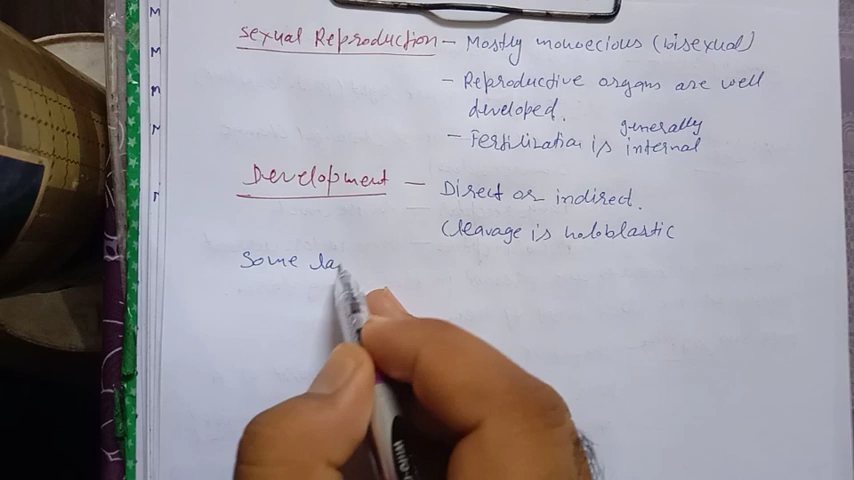 Sexual Reproduction - Mostly monoecious (bisexual)
- Reproductive organs are well
developed.
- Fertilization is generally internal
Development - Direct or indirect.
Cleavage is holoblastic
Some la